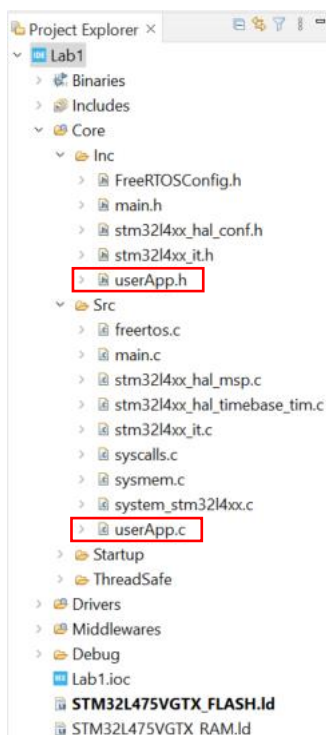 Project Explorer ×
IDE Lab1
Binaries
Includes
Core
Inc
FreeRTOSConfig.h
main.h
stm32l4xx_hal_conf.h
stm32l4xx_it.h
userApp.h
Src
freertos.c
main.c
stm32l4xx_hal_msp.c
stm32l4xx_hal_timebase_tim.c
stm32l4xx_it.c
syscalls.c
sysmem.c
system_stm32l4xx.c
userApp.c
Startup
ThreadSafe
Drivers
Middlewares
Debug
Lab1.ioc
STM32L475VGTX_FLASH.ld
STM32L475VGTX_RAM.ld